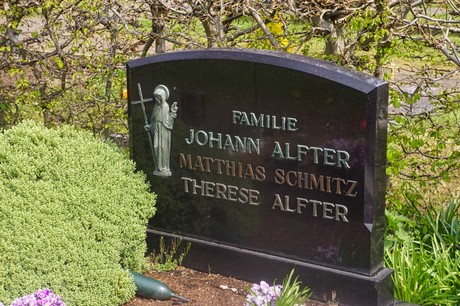 FAMILIE
JOHANN ALFTER
MATTHIAS SCHMITZ
THERESE ALFTER